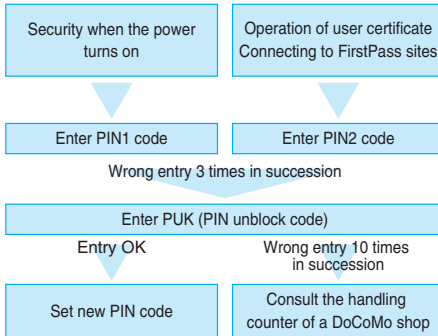 Security when the power
turns on
Operation of user certificate
Connecting to FirstPass sites
Enter PIN1 code
Enter PIN2 code
Wrong entry 3 times in succession
Enter PUK (PIN unblock code)
Entry OK
Wrong entry 10 times
in succession
Set new PIN code
Consult the handling
counter of a DoCoMo shop